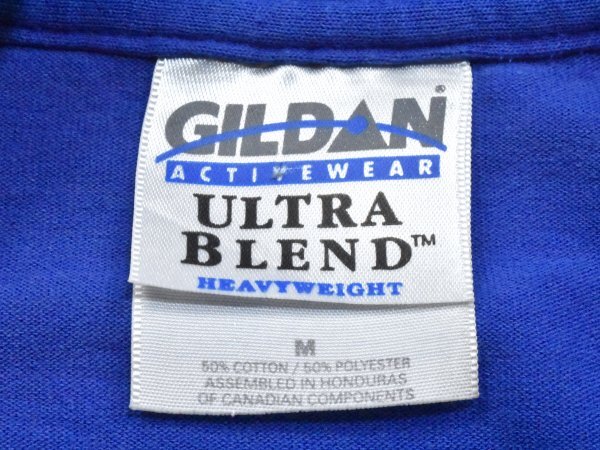 GILDAN®
ACTIVEWEAR
ULTRA
BLEND™
HEAVYWEIGHT
M
50% COTTON / 50% POLYESTER
ASSEMBLED IN HONDURAS
OF CANADIAN COMPONENTS